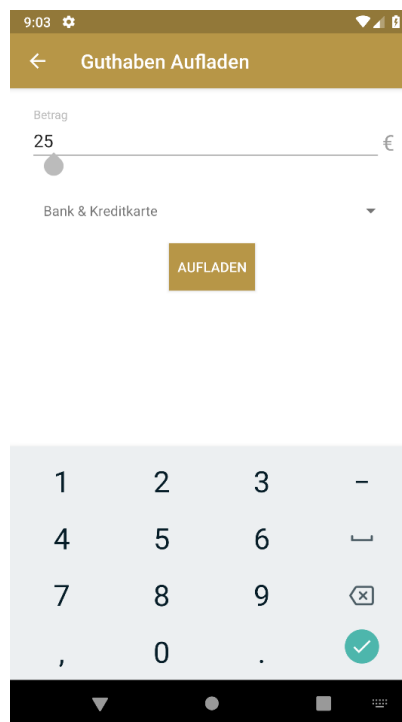 9:03
Guthaben Aufladen
Betrag
25 €
Bank & Kreditkarte
AUFLADEN
1 2 3 −
4 5 6
7 8 9
, 0 .